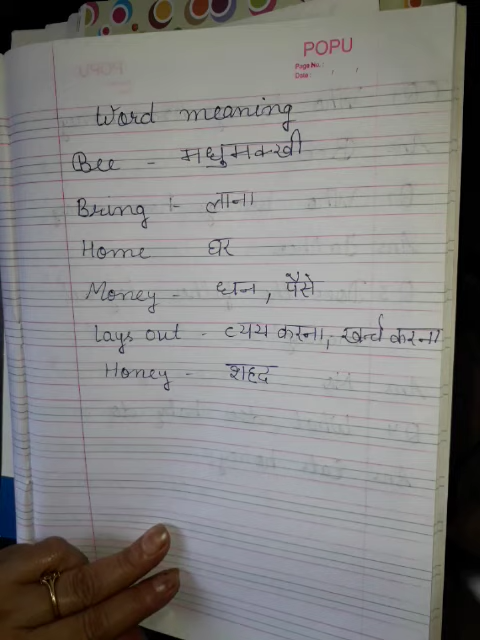 POPU
Page No.:
Date: / /
Word meaning
Bee - मधुमक्खी
Bring :- लाना
Home घर
Money - धन, पैसे
Lays out - व्यय करना, खर्च करना
Honey - शहद